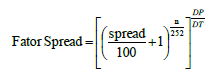 Fator Spread = [ ( spread / 100 + 1 ) ^ ( n / 252 ) ] ^ ( DP / DT )